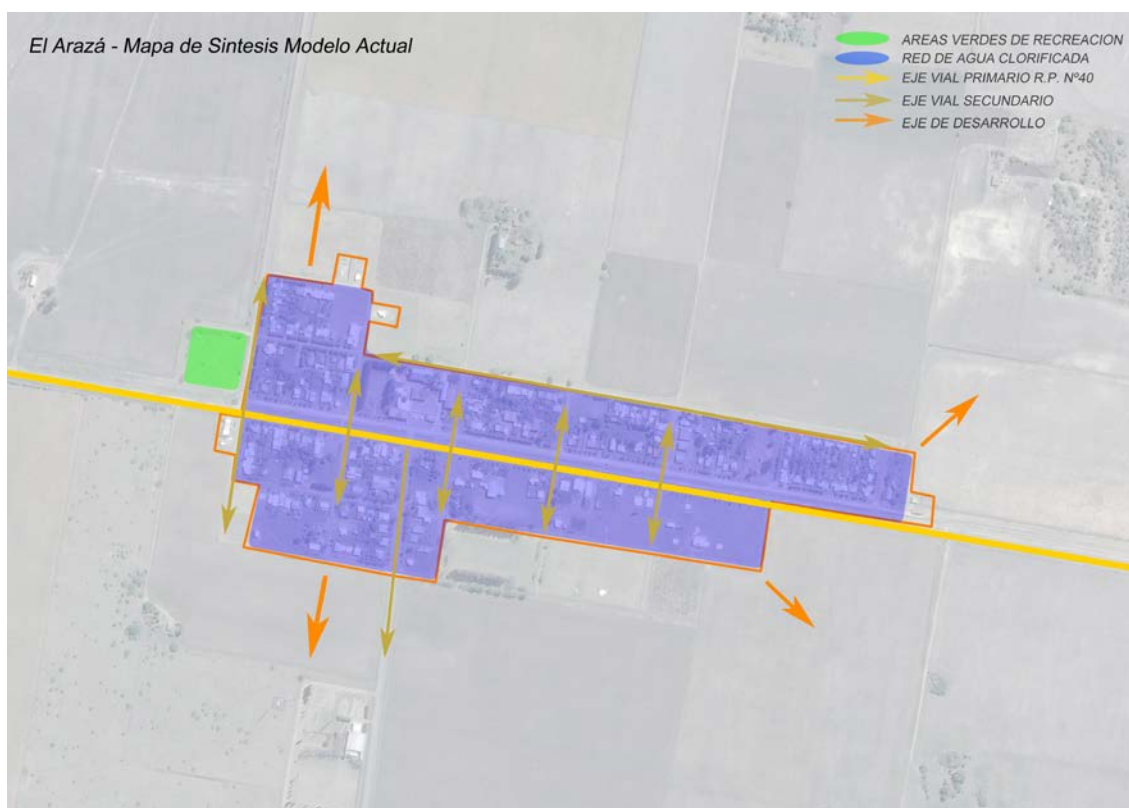 El Arazá - Mapa de Sintesis Modelo Actual
AREAS VERDES DE RECREACION
RED DE AGUA CLORIFICADA
EJE VIAL PRIMARIO R.P. Nº40
EJE VIAL SECUNDARIO
EJE DE DESARROLLO